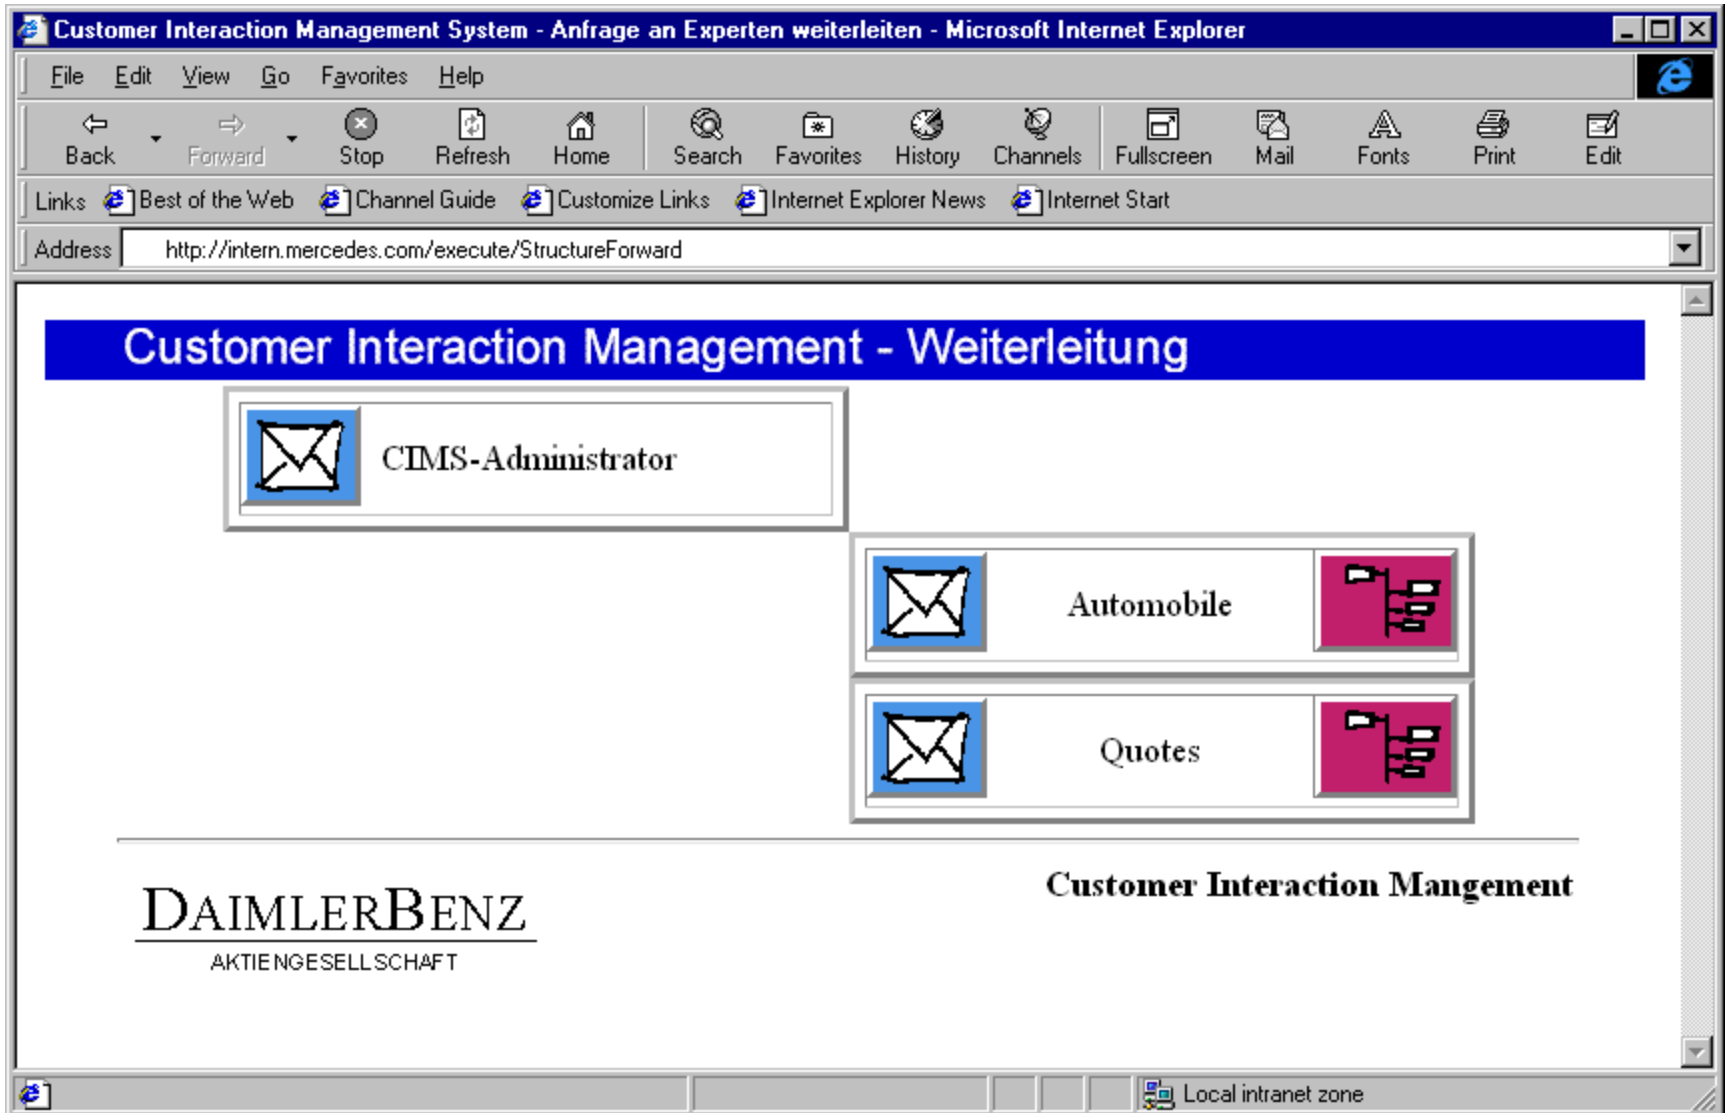 Customer Interaction Management System - Anfrage an Experten weiterleiten - Microsoft Internet Explorer
File Edit View Go Favorites Help
Back Forward Stop Refresh Home Search Favorites History Channels Fullscreen Mail Fonts Print Edit
Links Best of the Web Channel Guide Customize Links Internet Explorer News Internet Start
Address http://intern.mercedes.com/execute/StructureForward
Customer Interaction Management - Weiterleitung
CIMS-Administrator
Automobile
Quotes
Customer Interaction Mangement
DAIMLERBENZ
AKTIENGESELLSCHAFT
Local intranet zone